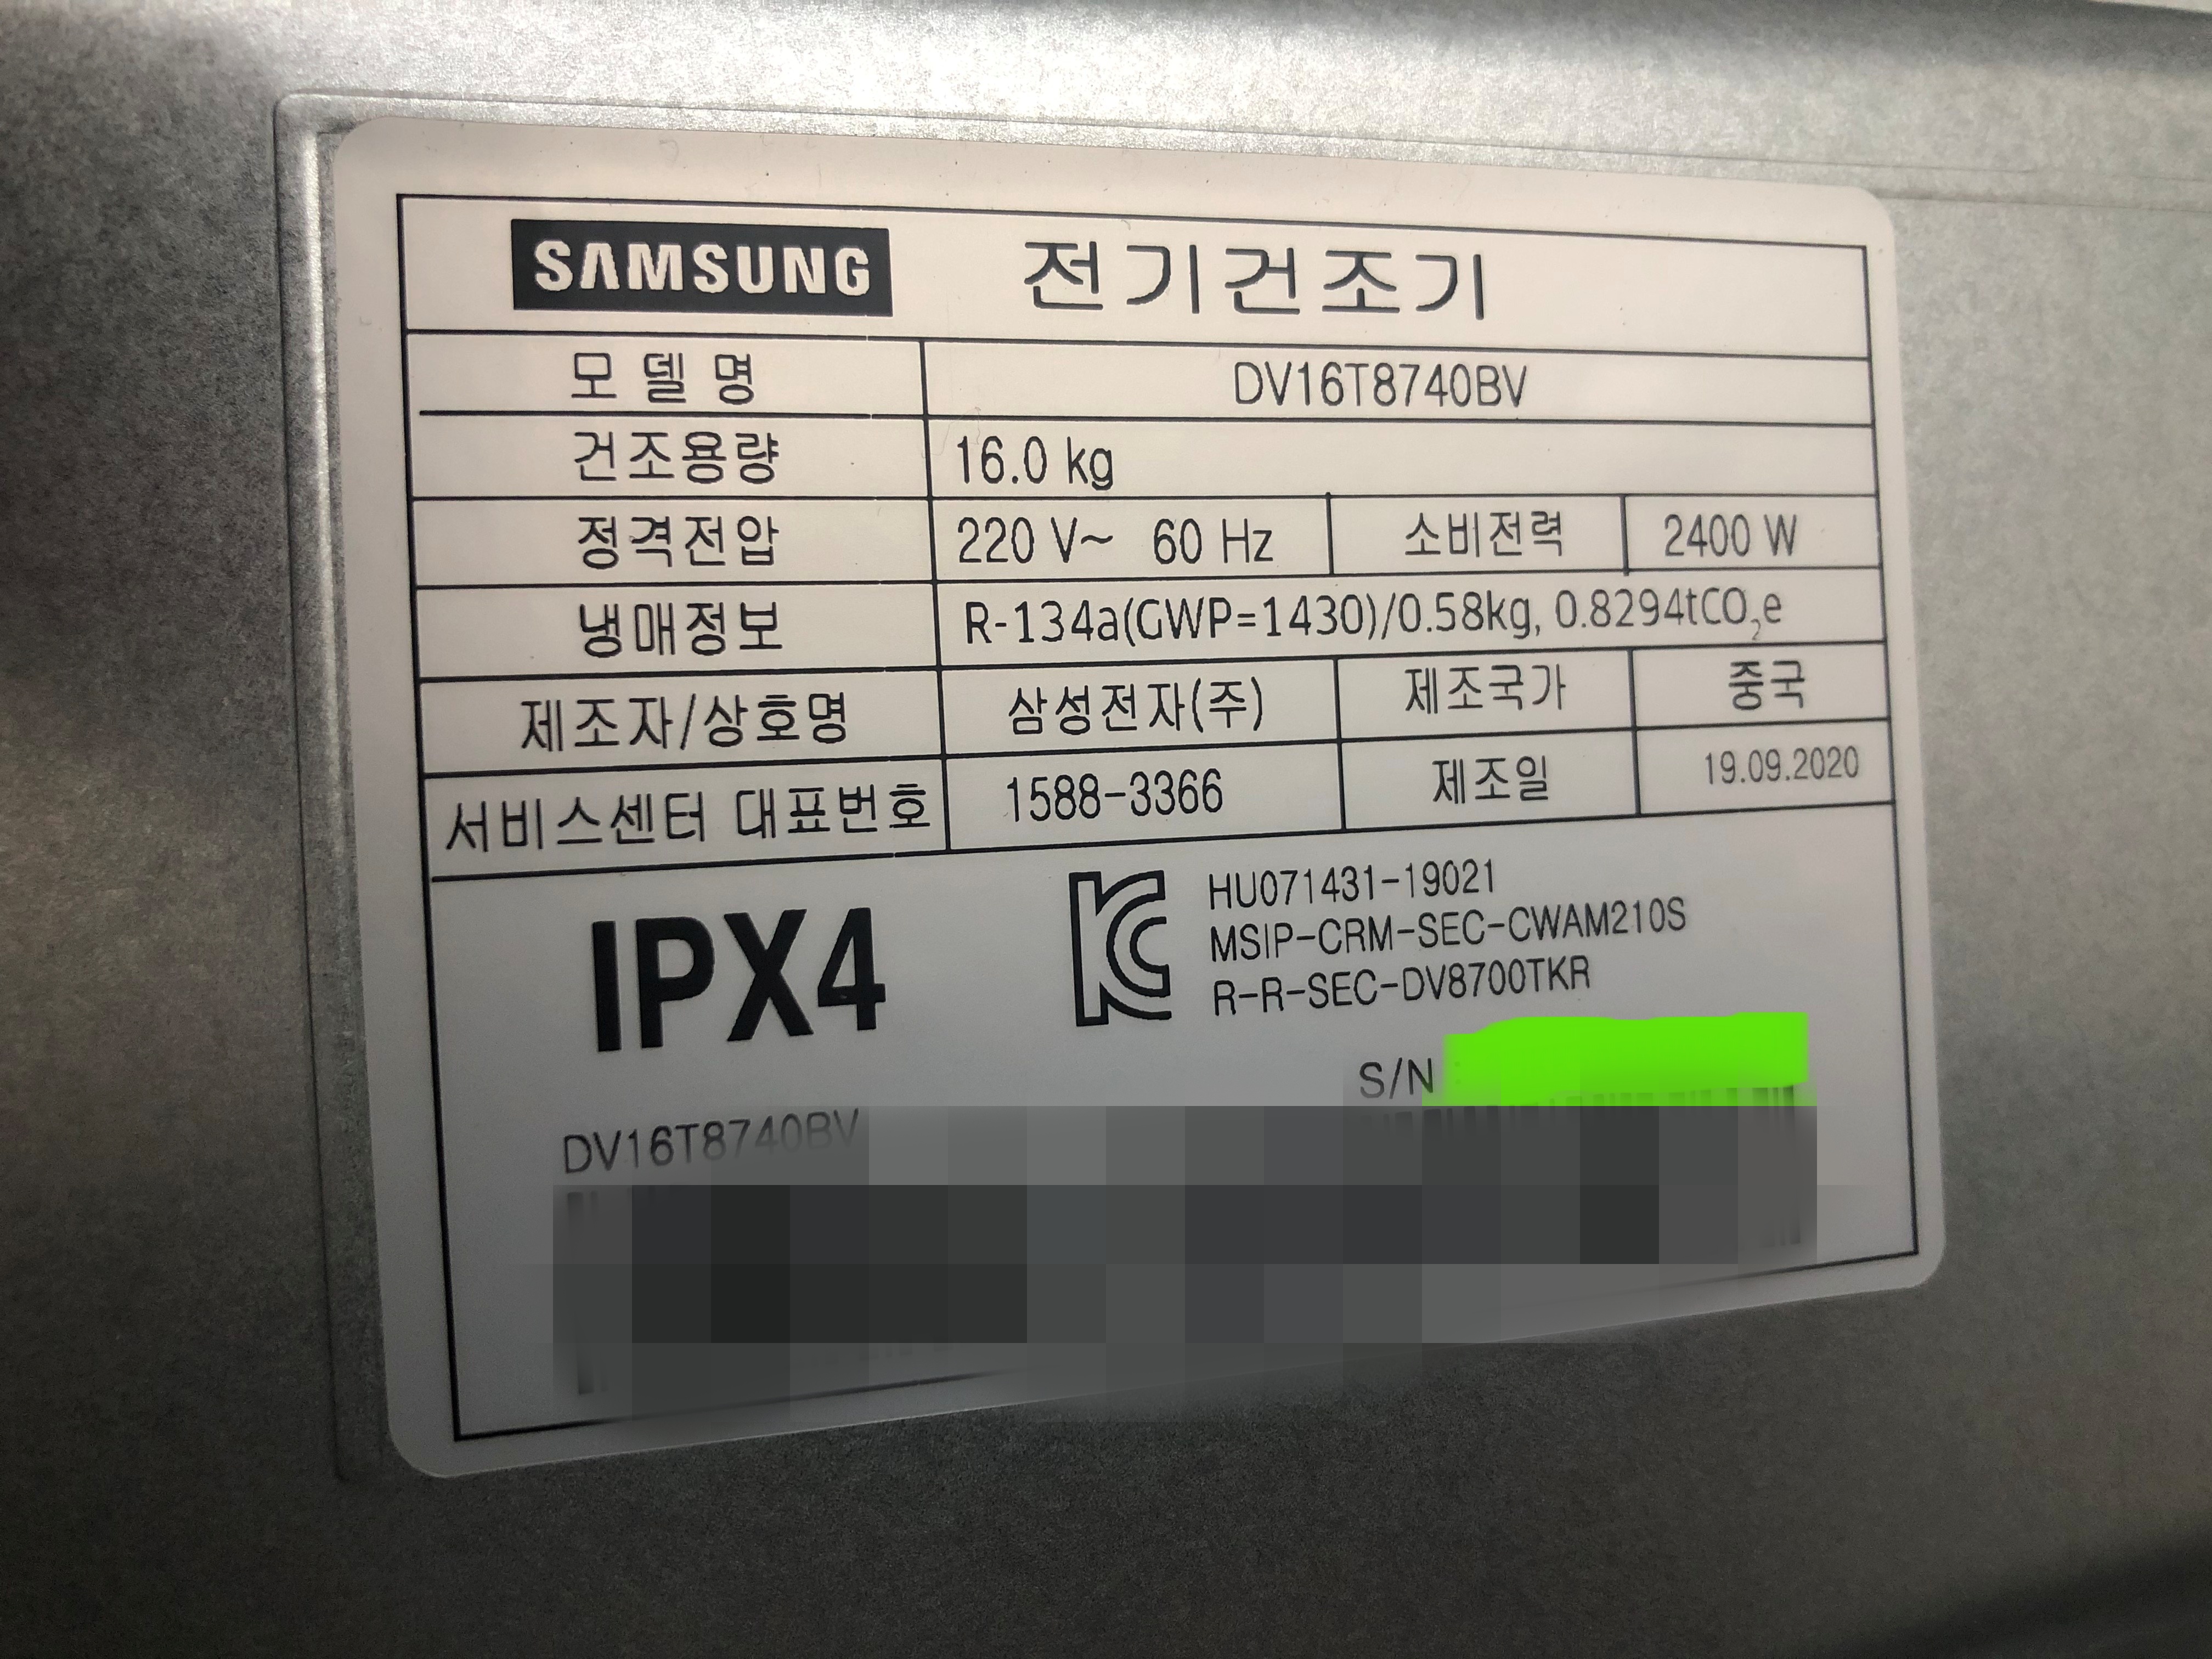 SAMSUNG 전기건조기
모델명 DV16T8740BV
건조용량 16.0 kg
정격전압 220 V~ 60 Hz 소비전력 2400 W
냉매정보 R-134a(GWP=1430)/0.58kg, 0.8294tCO₂e
제조자/상호명 삼성전자(주) 제조국가 중국
서비스센터 대표번호 1588-3366 제조일 19.09.2020
IPX4
HU071431-19021
MSIP-CRM-SEC-CWAM210S
R-R-SEC-DV8700TKR
S/N
DV16T8740BV